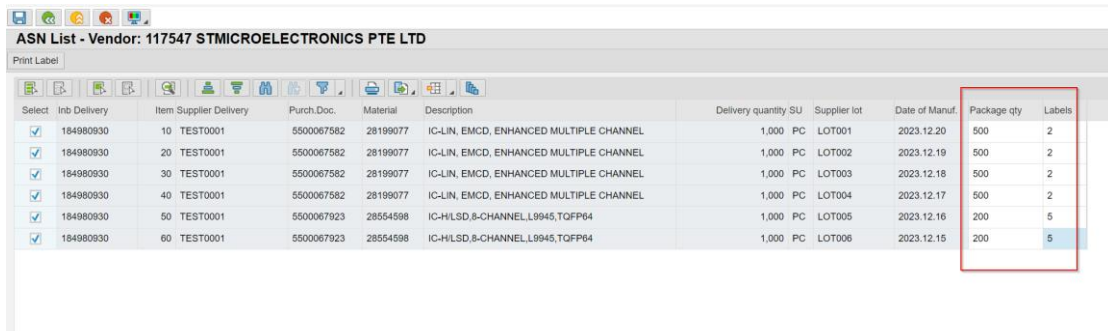 ASN List - Vendor: 117547 STMICROELECTRONICS PTE LTD
Print Label
Select Inb Delivery Item Supplier Delivery Purch.Doc. Material Description Delivery quantity SU Supplier lot Date of Manuf. Package qty Labels
184980930 10 TEST0001 5500067582 28199077 IC-LIN, EMCD, ENHANCED MULTIPLE CHANNEL 1,000 PC LOT001 2023.12.20 500 2
184980930 20 TEST0001 5500067582 28199077 IC-LIN, EMCD, ENHANCED MULTIPLE CHANNEL 1,000 PC LOT002 2023.12.19 500 2
184980930 30 TEST0001 5500067582 28199077 IC-LIN, EMCD, ENHANCED MULTIPLE CHANNEL 1,000 PC LOT003 2023.12.18 500 2
184980930 40 TEST0001 5500067582 28199077 IC-LIN, EMCD, ENHANCED MULTIPLE CHANNEL 1,000 PC LOT004 2023.12.17 500 2
184980930 50 TEST0001 5500067923 28554598 IC-H/LSD,8-CHANNEL,L9945,TQFP64 1,000 PC LOT005 2023.12.16 200 5
184980930 60 TEST0001 5500067923 28554598 IC-H/LSD,8-CHANNEL,L9945,TQFP64 1,000 PC LOT006 2023.12.15 200 5